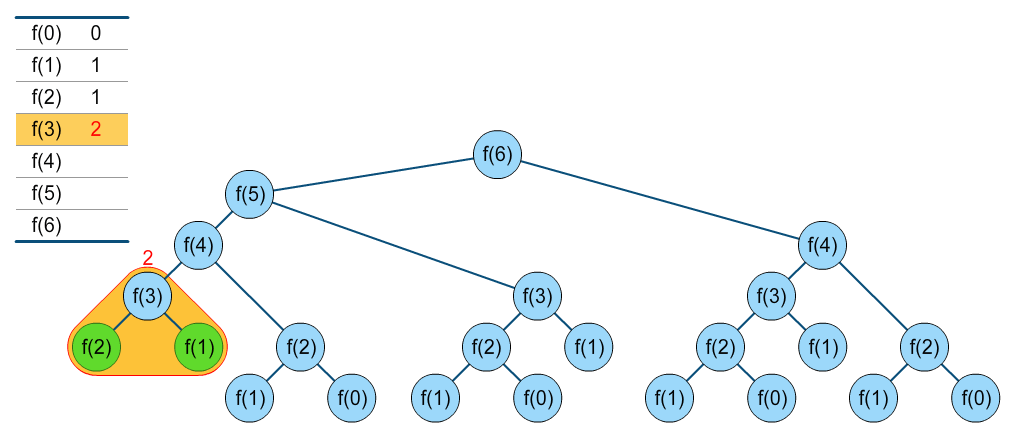 f(0) 0
f(1) 1
f(2) 1
f(3) 2
f(4)
f(5)
f(6)
f(6)
f(5)
f(4) f(4)
2
f(3) f(3) f(3)
f(2) f(1) f(2) f(2) f(1) f(2) f(1) f(2)
f(1) f(0) f(1) f(0) f(1) f(0) f(1) f(0)